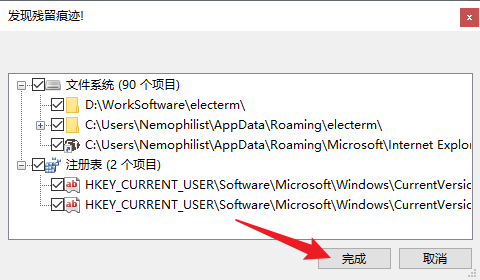 发现残留痕迹!
x
文件系统 (90 个项目)
D:\WorkSoftware\electerm\
C:\Users\Nemophilist\AppData\Roaming\electerm\
C:\Users\Nemophilist\AppData\Roaming\Microsoft\Internet Explor
注册表 (2 个项目)
ab HKEY_CURRENT_USER\Software\Microsoft\Windows\CurrentVersic
ab HKEY_CURRENT_USER\Software\Microsoft\Windows\CurrentVersic
完成 取消